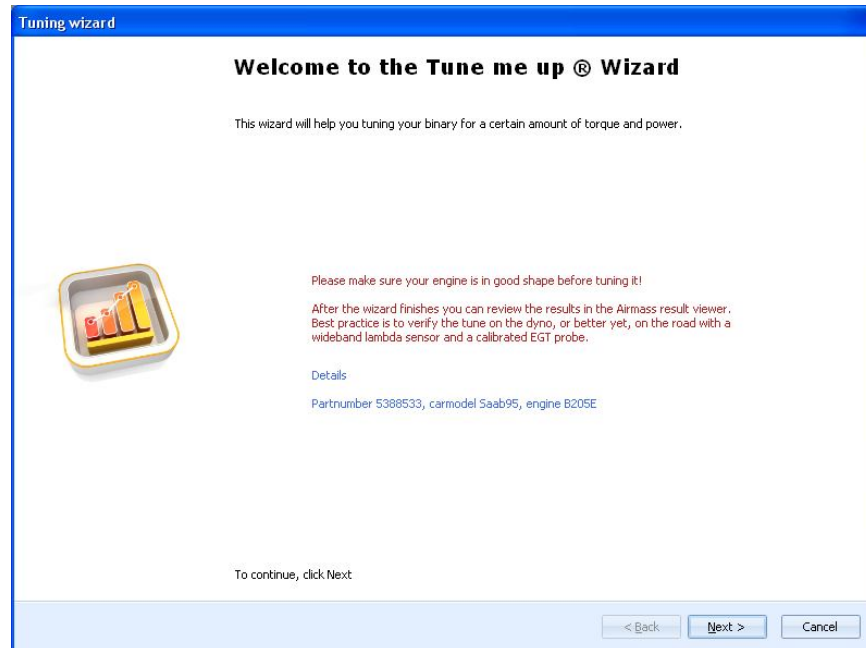 Tuning wizard
Welcome to the Tune me up ® Wizard
This wizard will help you tuning your binary for a certain amount of torque and power.
Please make sure your engine is in good shape before tuning it!
After the wizard finishes you can review the results in the Airmass result viewer.
Best practice is to verify the tune on the dyno, or better yet, on the road with a
wideband lambda sensor and a calibrated EGT probe.
Details
Partnumber 5388533, carmodel Saab95, engine B205E
To continue, click Next
< Back Next > Cancel